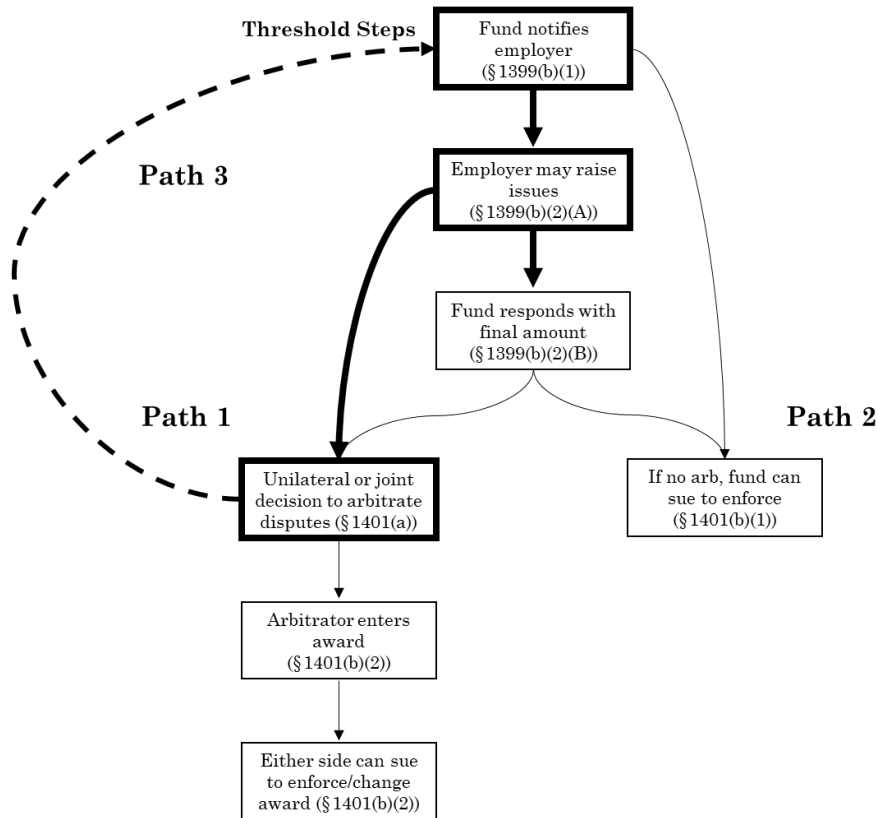 Threshold Steps
Fund notifies
employer
(§1399(b)(1))
Path 3
Employer may raise
issues
(§1399(b)(2)(A))
Fund responds with
final amount
(§1399(b)(2)(B))
Path 1
Path 2
Unilateral or joint
decision to arbitrate
disputes (§1401(a))
If no arb, fund can
sue to enforce
(§1401(b)(1))
Arbitrator enters
award
(§1401(b)(2))
Either side can sue
to enforce/change
award (§1401(b)(2))